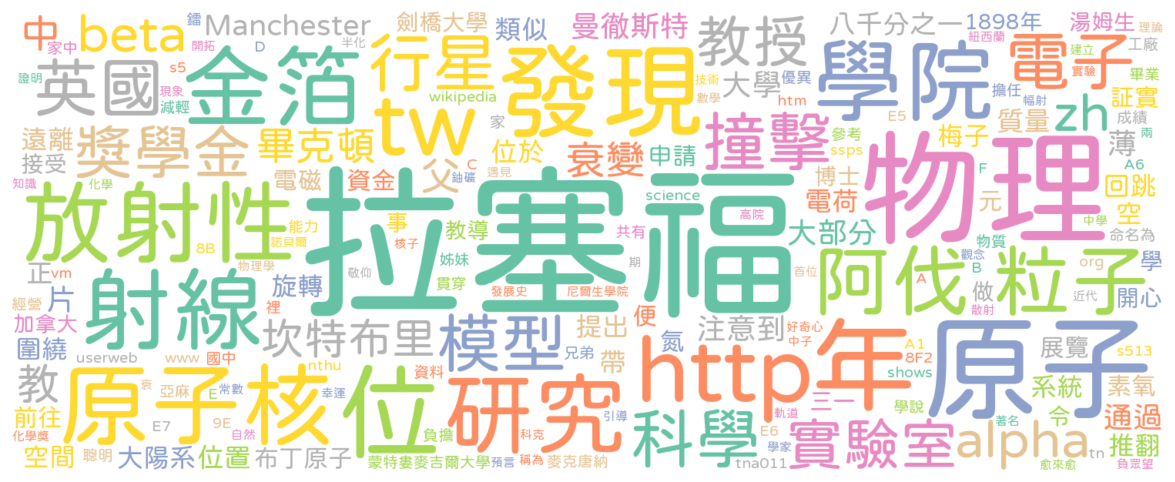 中 家中 鐳 Manchester 劍橋大學 類似 曼徹斯特 八千分之一 1898年 湯姆生 理論
beta 開拓 D 半化 行星 發現 教授 紐西蘭 電子 建立 工廠
英國 證明 s5 現象 減輕 金箔 wikipedia 技術 數學 大學 優異 學院 擔任 實驗 畢業
遠離 tw 家 htm E5 輻射 zh 証實 成績
接受 獎學金 畢克頓 父 位於 衰變 撞擊 申請 參考 ssps 梅子 質量 薄 兩
知識 化學 電磁 資金 C 遇見 鈾礦 science 博士 電荷 物理 F A6 元 回跳 空 中學
放射性 能力 諾貝爾 8B 事 核子 教導 拉塞福 高院 共有 大部分 物質 命名為
正 vm 物理學 敬仰 姊妹 貫穿 期 首位 阿伐 觀念 B 粒子 org 做 學
經營 片 射線 旋轉 裡 發展史 尼爾生學院 A 散射 近代 開心
加拿大 坎特布里 模型 提出 便 注意到 好奇心 中子
圍繞 userweb www 國中 nthu 兄弟 帶 氮 http 年 A1 8F2 原子 展覽 s513
教 原子核 衰 亞麻 E 常數 幸運 位 資料 研究 引導 shows 系統 素氧
前往 E7 9E 三一 學說 著名 令 通過
化學獎 自然 負擔 科克 科學 E6 實驗室 學家 alpha 推翻
空間 聰明 大陽系 位置 布丁原子 蒙特婁麥吉爾大學 預言 稱為 麥克唐納 tna011 軌道 tn 愈來愈 負眾望